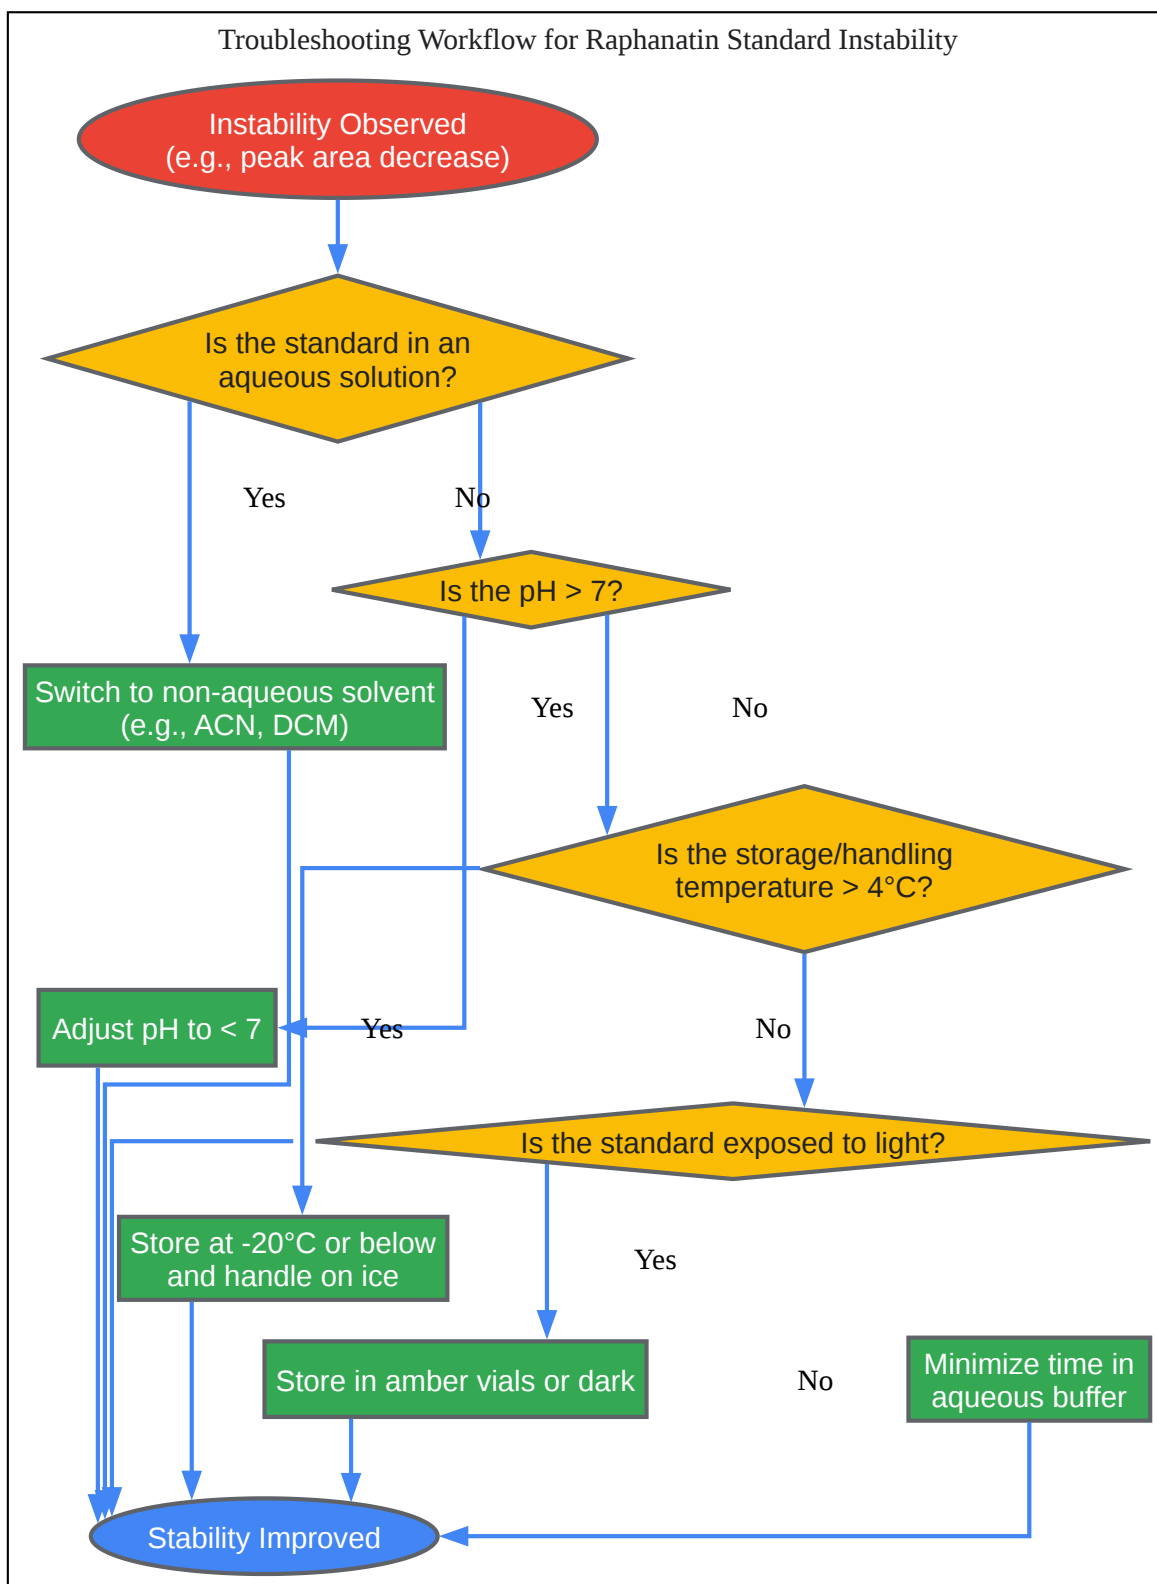 Troubleshooting Workflow for Raphanatin Standard Instability
Instability Observed
(e.g., peak area decrease)
Is the standard in an
aqueous solution?
Yes
No
Is the pH > 7?
Switch to non-aqueous solvent
(e.g., ACN, DCM)
Yes
No
Is the storage/handling
temperature > 4°C?
Adjust pH to < 7
Yes
No
Is the standard exposed to light?
Store at -20°C or below
and handle on ice
Yes
Store in amber vials or dark
No
Minimize time in
aqueous buffer
Stability Improved